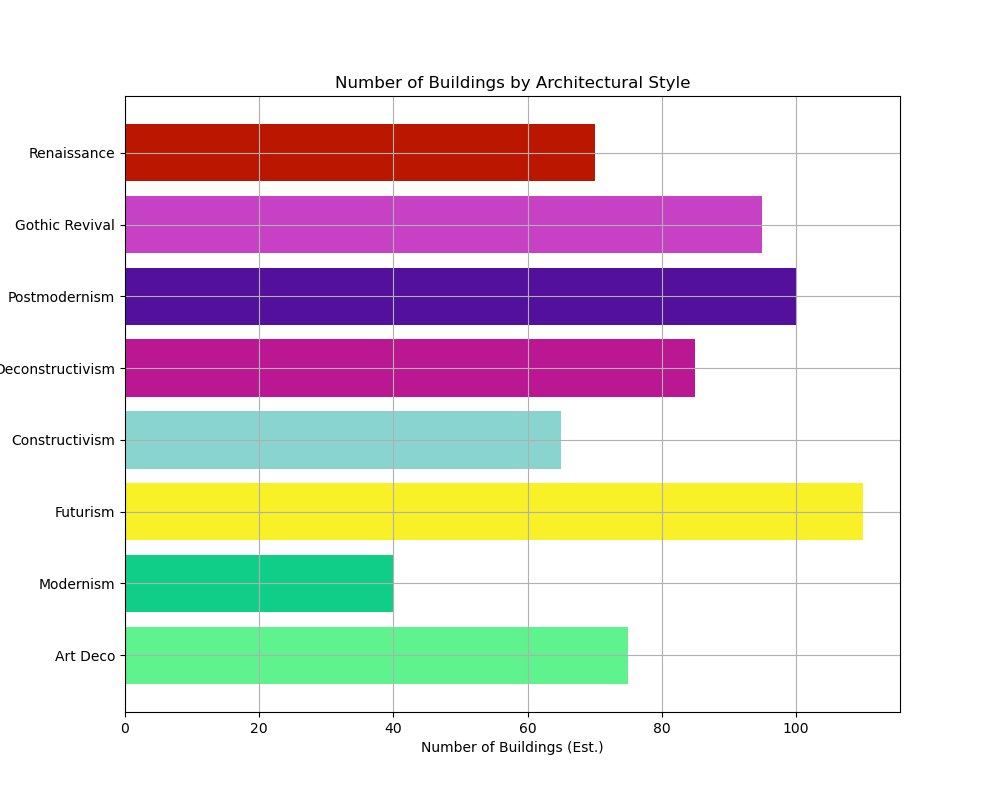 Number of Buildings by Architectural Style
Renaissance
Gothic Revival
Postmodernism
Deconstructivism
Constructivism
Futurism
Modernism
Art Deco
0 20 40 60 80 100
Number of Buildings (Est.)